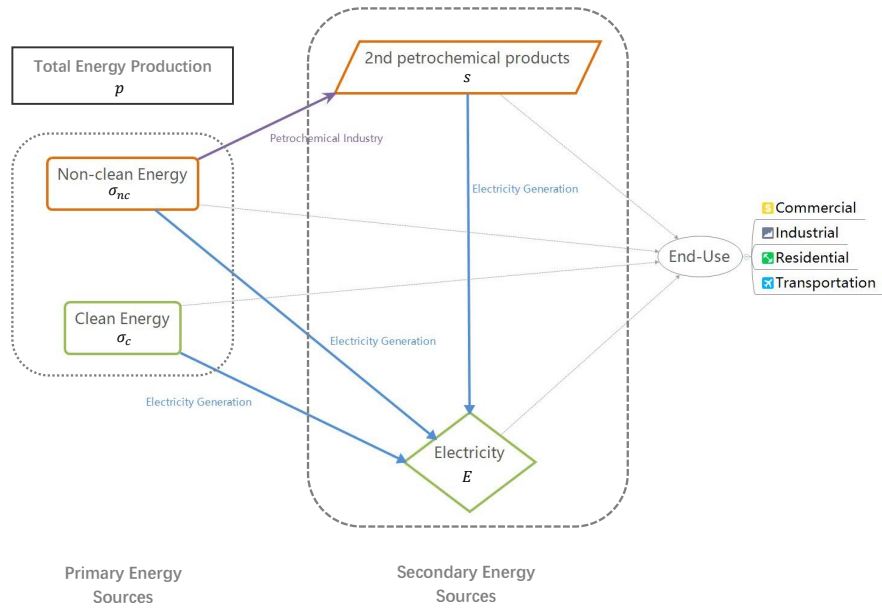 Total Energy Production
p
2nd petrochemical products
s
Petrochemical Industry
Non-clean Energy
σnc
Electricity Generation
Commercial
Industrial
Residential
Transportation
End-Use
Clean Energy
σc
Electricity Generation
Electricity Generation
Electricity
E
Primary Energy
Sources
Secondary Energy
Sources